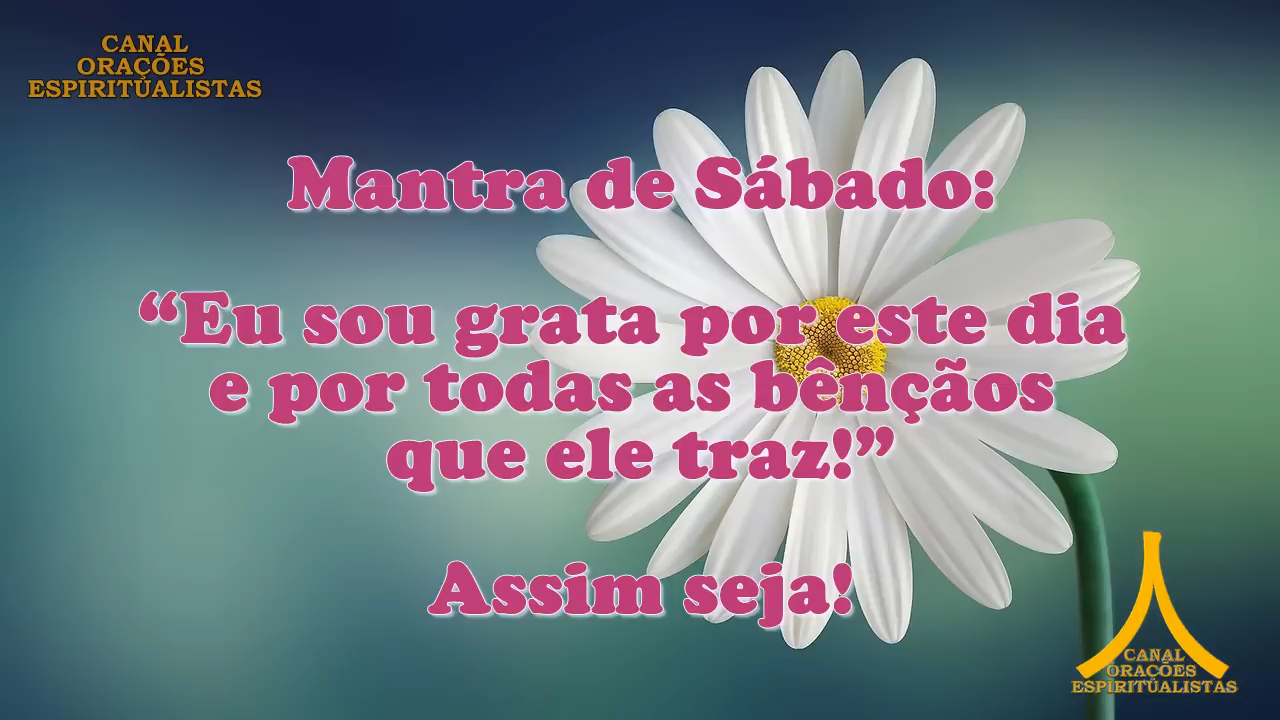 CANAL
ORAÇÕES
ESPIRITUALISTAS
Mantra de Sábado:
“Eu sou grata por este dia
e por todas as bênçãos
que ele traz!”
Assim seja!
CANAL
ORAÇÕES
ESPIRITUALISTAS